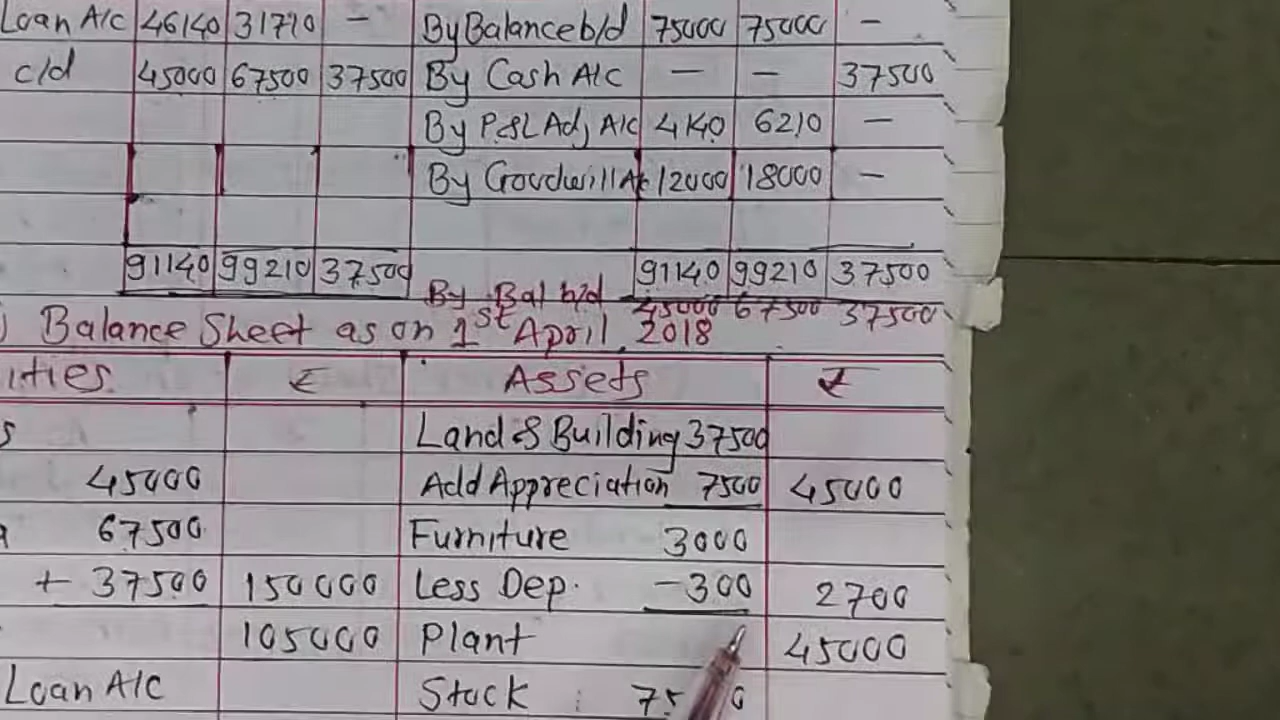 Loan A/c 46140 31710 — By Balance b/d 75000 75000 —
c/d 45000 67500 37500 By Cash A/c — — 37500
By P.&L Adj A/c 4140 6210 —
By Goodwill A/c 12000 18000 —
91140 99210 37500 91140 99210 37500
By Bal b/d 45000 67500 37500
) Balance Sheet as on 1st April, 2018
ities. ₹ Assets ₹
s Land & Building 37500
45000 Add Appreciation 7500 45000
67500 Furniture 3000
+ 37500 150000 Less Dep. -300 2700
105000 Plant 45000
Loan A/c Stock : 75 0